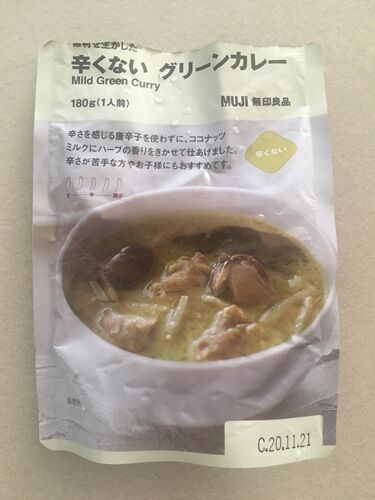 素材を生かした
辛くない グリーンカレー
Mild Green Curry
180g(1人前)
MUJI 無印良品
辛さを感じる唐辛子を使わずに、ココナッツ
ミルクにハーブの香りをきかせて仕あげました。
辛さが苦手な方やお子様にもおすすめです。
辛くない
C.20.11.21